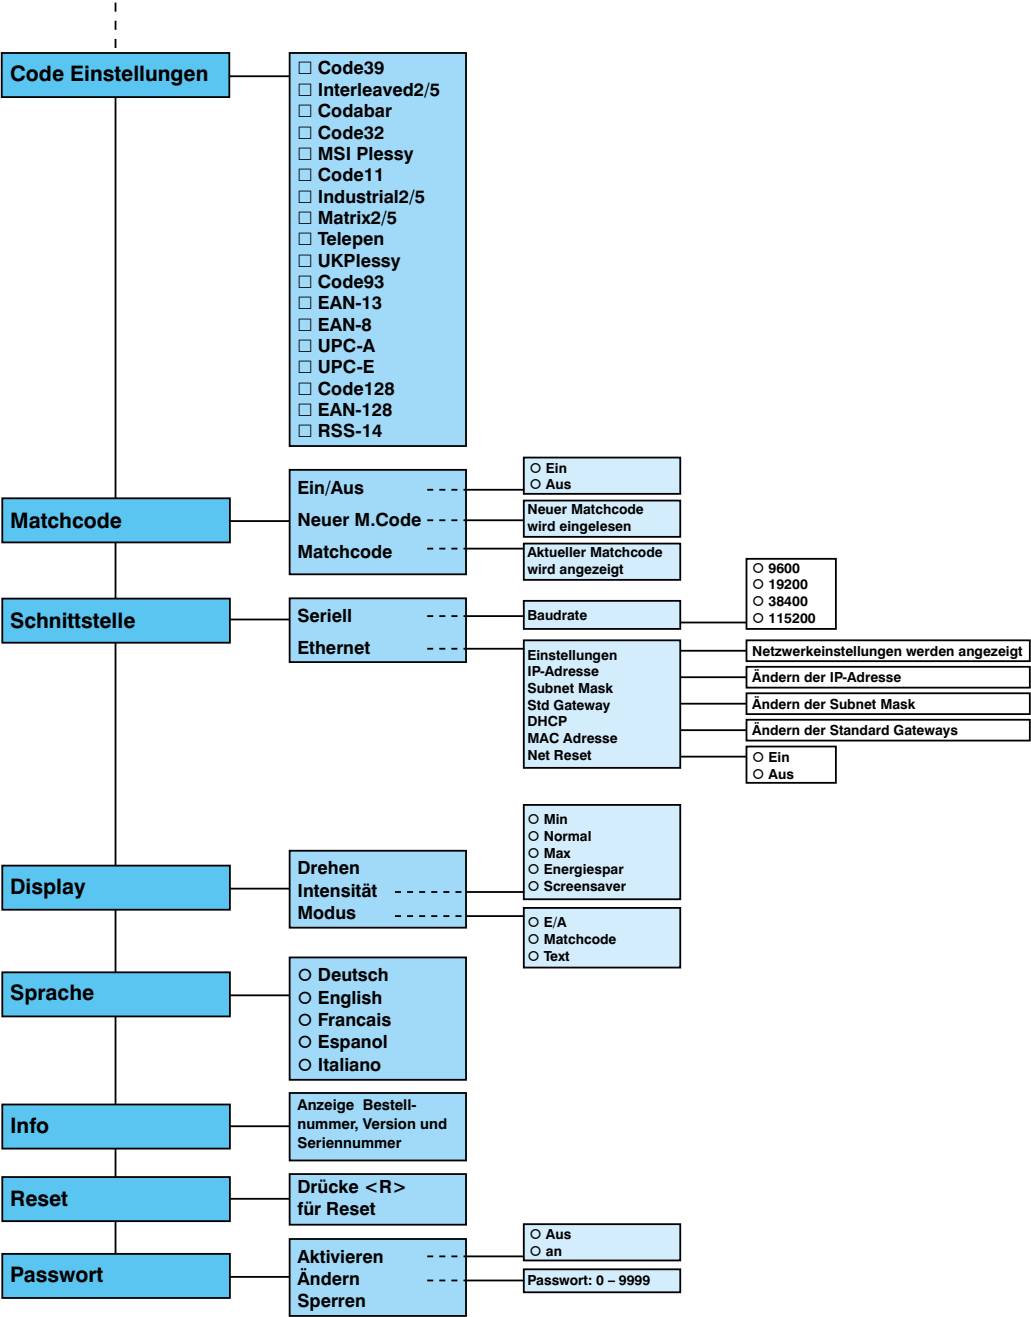 Code Einstellungen
☐ Code39
☐ Interleaved2/5
☐ Codabar
☐ Code32
☐ MSI Plessy
☐ Code11
☐ Industrial2/5
☐ Matrix2/5
☐ Telepen
☐ UKPlessy
☐ Code93
☐ EAN-13
☐ EAN-8
☐ UPC-A
☐ UPC-E
☐ Code128
☐ EAN-128
☐ RSS-14
Matchcode
Ein/Aus
Neuer M.Code
Matchcode
○ Ein
○ Aus
Neuer Matchcode
wird eingelesen
Aktueller Matchcode
wird angezeigt
Schnittstelle
Seriell
Ethernet
Baudrate
○ 9600
○ 19200
○ 38400
○ 115200
Einstellungen
IP-Adresse
Subnet Mask
Std Gateway
DHCP
MAC Adresse
Net Reset
Netzwerkeinstellungen werden angezeigt
Ändern der IP-Adresse
Ändern der Subnet Mask
Ändern der Standard Gateways
○ Ein
○ Aus
Display
Drehen
Intensität
Modus
○ Min
○ Normal
○ Max
○ Energiespar
○ Screensaver
○ E/A
○ Matchcode
○ Text
Sprache
○ Deutsch
○ English
○ Francais
○ Espanol
○ Italiano
Info
Anzeige Bestell-
nummer, Version und
Seriennummer
Reset
Drücke <R>
für Reset
Passwort
Aktivieren
Ändern
Sperren
○ Aus
○ an
Passwort: 0 – 9999